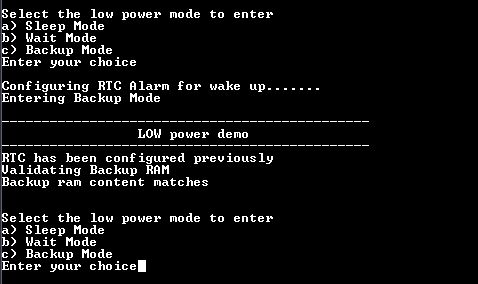 Select the low power mode to enter
a) Sleep Mode
b) Wait Mode
c) Backup Mode
Enter your choice
Configuring RTC Alarm for wake up.......
Entering Backup Mode
----------------------------------------------
LOW power demo
----------------------------------------------
RTC has been configured previously
Validating Backup RAM
Backup ram content matches
Select the low power mode to enter
a) Sleep Mode
b) Wait Mode
c) Backup Mode
Enter your choice